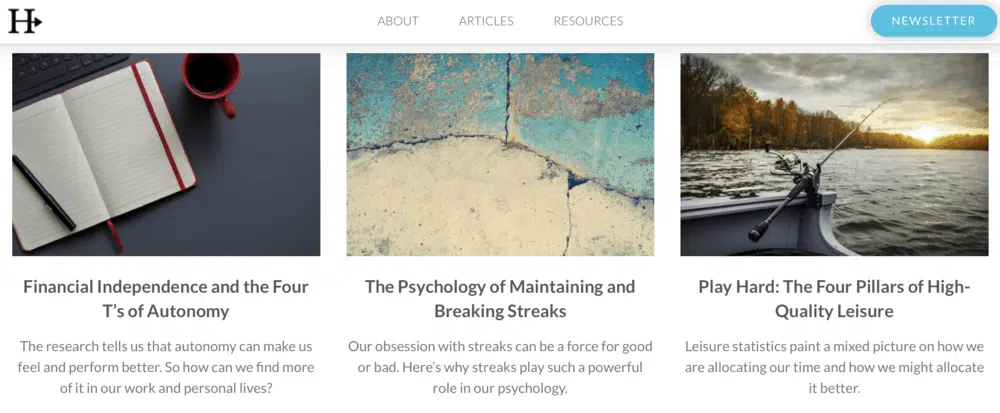 H
ABOUT
ARTICLES
RESOURCES
NEWSLETTER
Financial Independence and the Four
T's of Autonomy
The research tells us that autonomy can make us
feel and perform better. So how can we find more
of it in our work and personal lives?
The Psychology of Maintaining and
Breaking Streaks
Our obsession with streaks can be a force for good
or bad. Here's why streaks play such a powerful
role in our psychology.
Play Hard: The Four Pillars of High-
Quality Leisure
Leisure statistics paint a mixed picture on how we
are allocating our time and how we might allocate
it better.